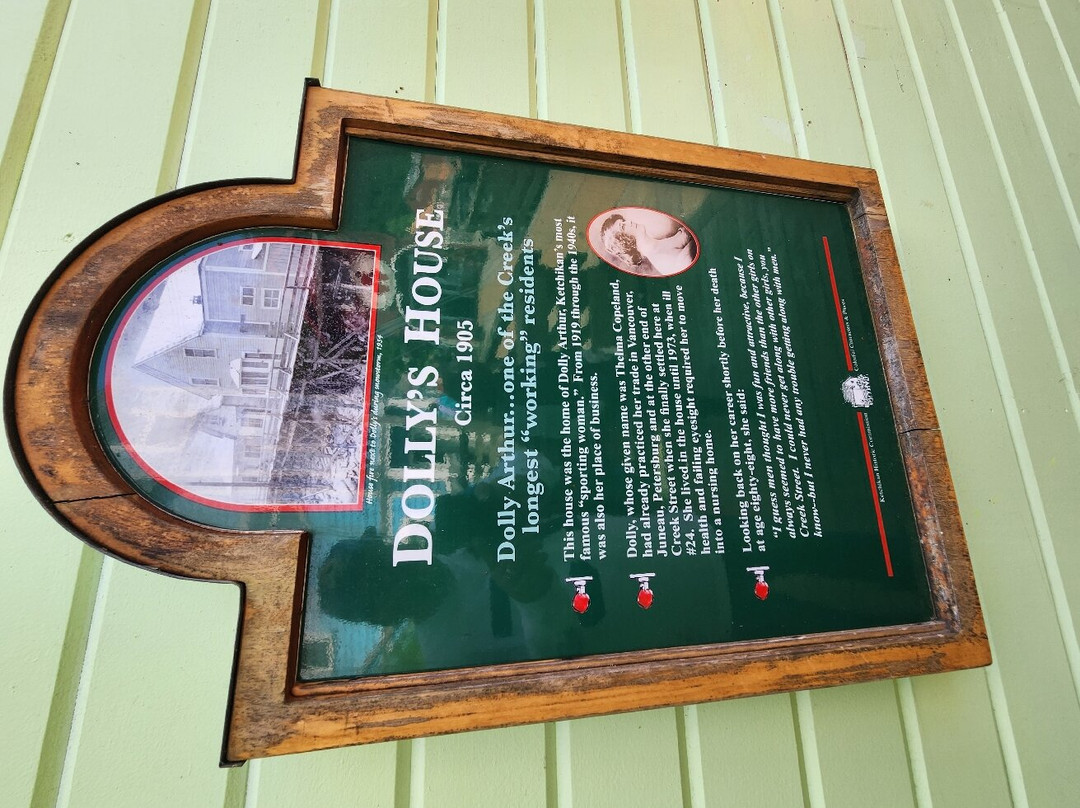 House fire next to Dolly's during snowstorm, 1954
DOLLY'S HOUSE
Circa 1905
Dolly Arthur...one of the Creek's
longest “working” residents
This house was the home of Dolly Arthur, Ketchikan's most
famous “sporting woman.” From 1919 through the 1940s, it
was also her place of business.
Dolly, whose given name was Thelma Copeland,
had already practiced her trade in Vancouver,
Juneau, Petersburg and at the other end of
Creek Street when she finally settled here at
#24. She lived in the house until 1973, when ill
health and failing eyesight required her to move
into a nursing home.
Looking back on her career shortly before her death
at age eighty-eight, she said:
“I guess men thought I was fun and attractive, because I
always seemed to have more friends than the other girls on
Creek Street. I could never get along with other girls, you
know--but I never had any trouble getting along with men.”
Ketchikan Historic Commission